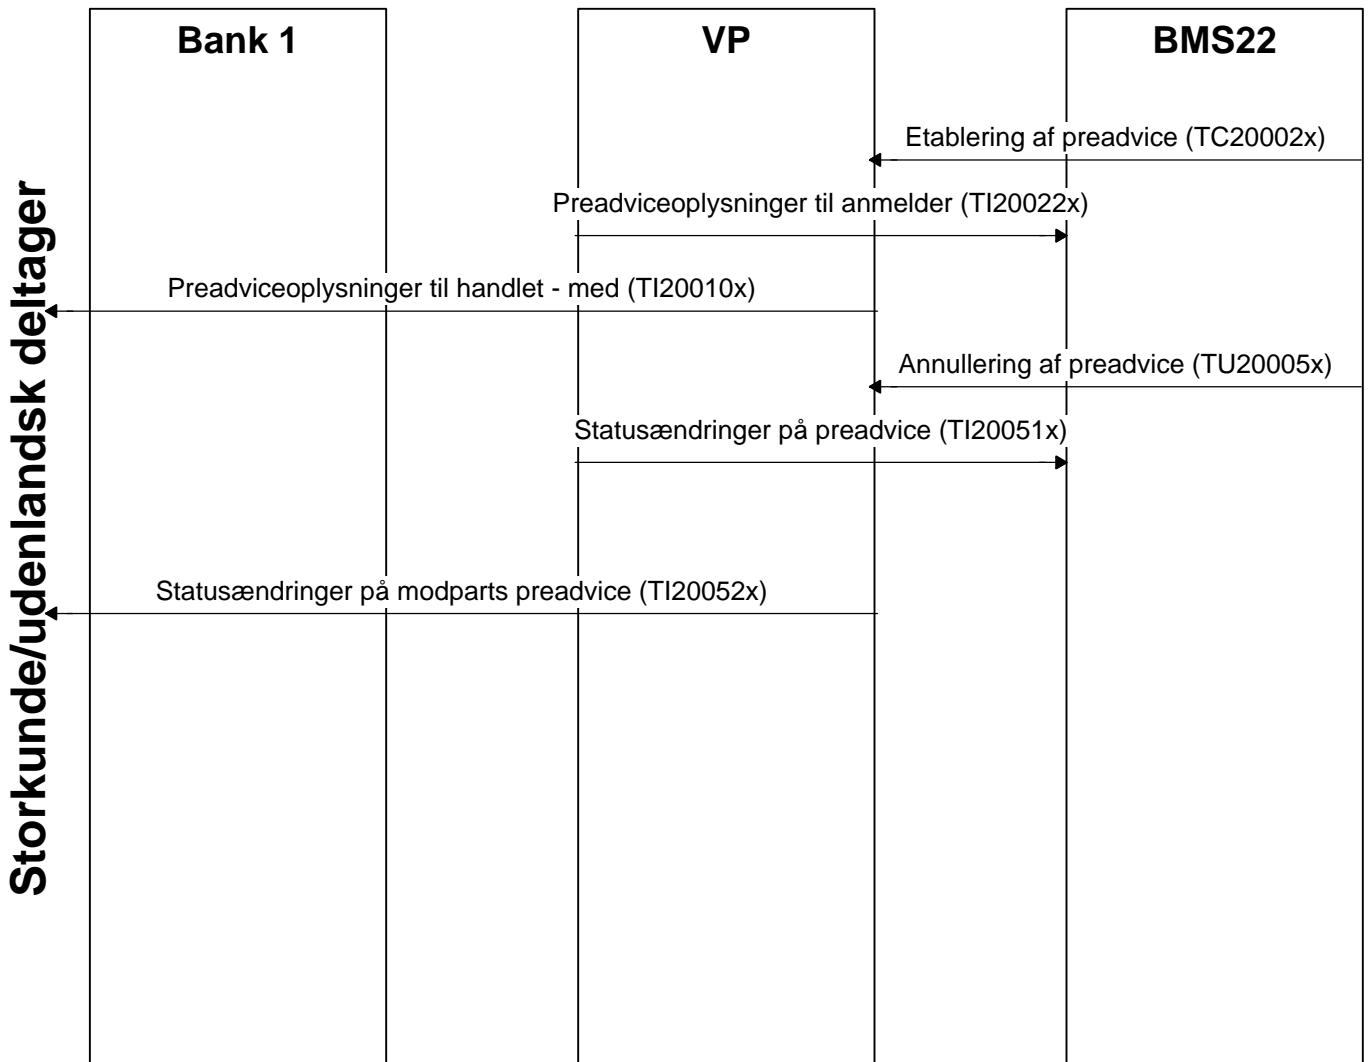 Bank 1
VP
BMS22
Etablering af preadvice (TC20002x)
Preadviceoplysninger til anmelder (TI20022x)
Preadviceoplysninger til handlet - med (TI20010x)
Annullering af preadvice (TU20005x)
Statusændringer på preadvice (TI20051x)
Statusændringer på modparts preadvice (TI20052x)
Storkunde/udenlandsk deltager